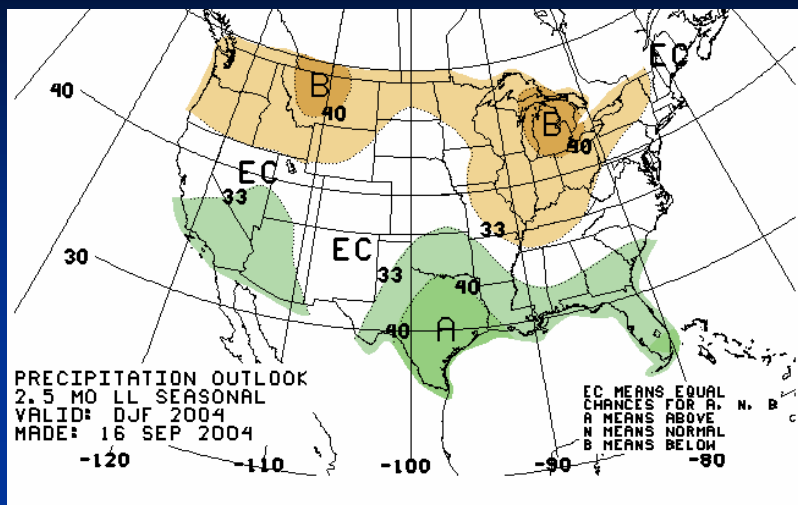 EC
40
B
40
B
40
EC
33
33
EC
30
33
40
40
A
PRECIPITATION OUTLOOK
2.5 MO LL SEASONAL
VALID: DJF 2004
MADE: 16 SEP 2004
EC MEANS EQUAL
CHANCES FOR A, N, B
A MEANS ABOVE
N MEANS NORMAL
B MEANS BELOW
-120
-110
-100
-90
-80